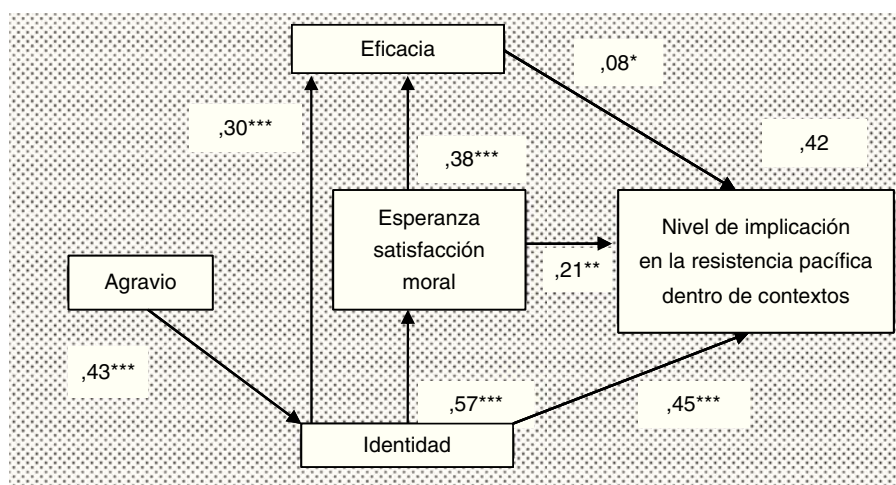 Eficacia
,08*
,30***
,42
,38***
Esperanza
satisfacción
moral
Nivel de implicación
en la resistencia pacífica
dentro de contextos
Agravio
,21**
,43***
,57***
,45***
Identidad